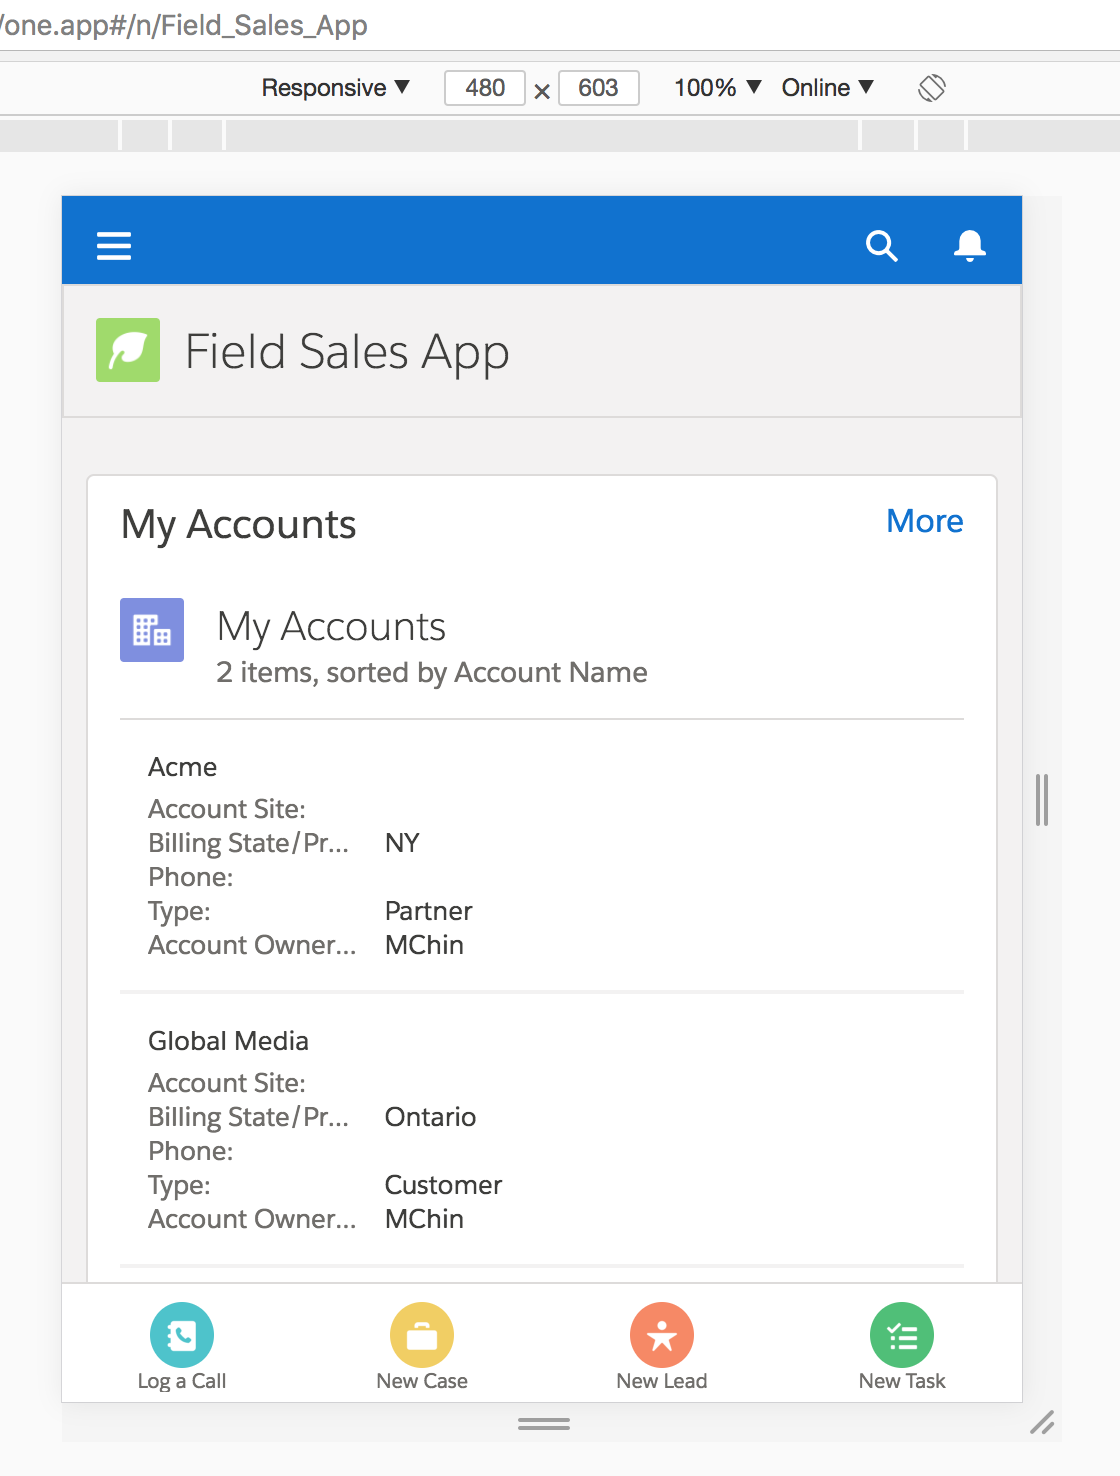 /one.app#/n/Field_Sales_App
Responsive ▼ 480 × 603 100% ▼ Online ▼
Field Sales App
My Accounts More
My Accounts
2 items, sorted by Account Name
Acme
Account Site:
Billing State/Pr... NY
Phone:
Type: Partner
Account Owner... MChin
Global Media
Account Site:
Billing State/Pr... Ontario
Phone:
Type: Customer
Account Owner... MChin
Log a Call New Case New Lead New Task